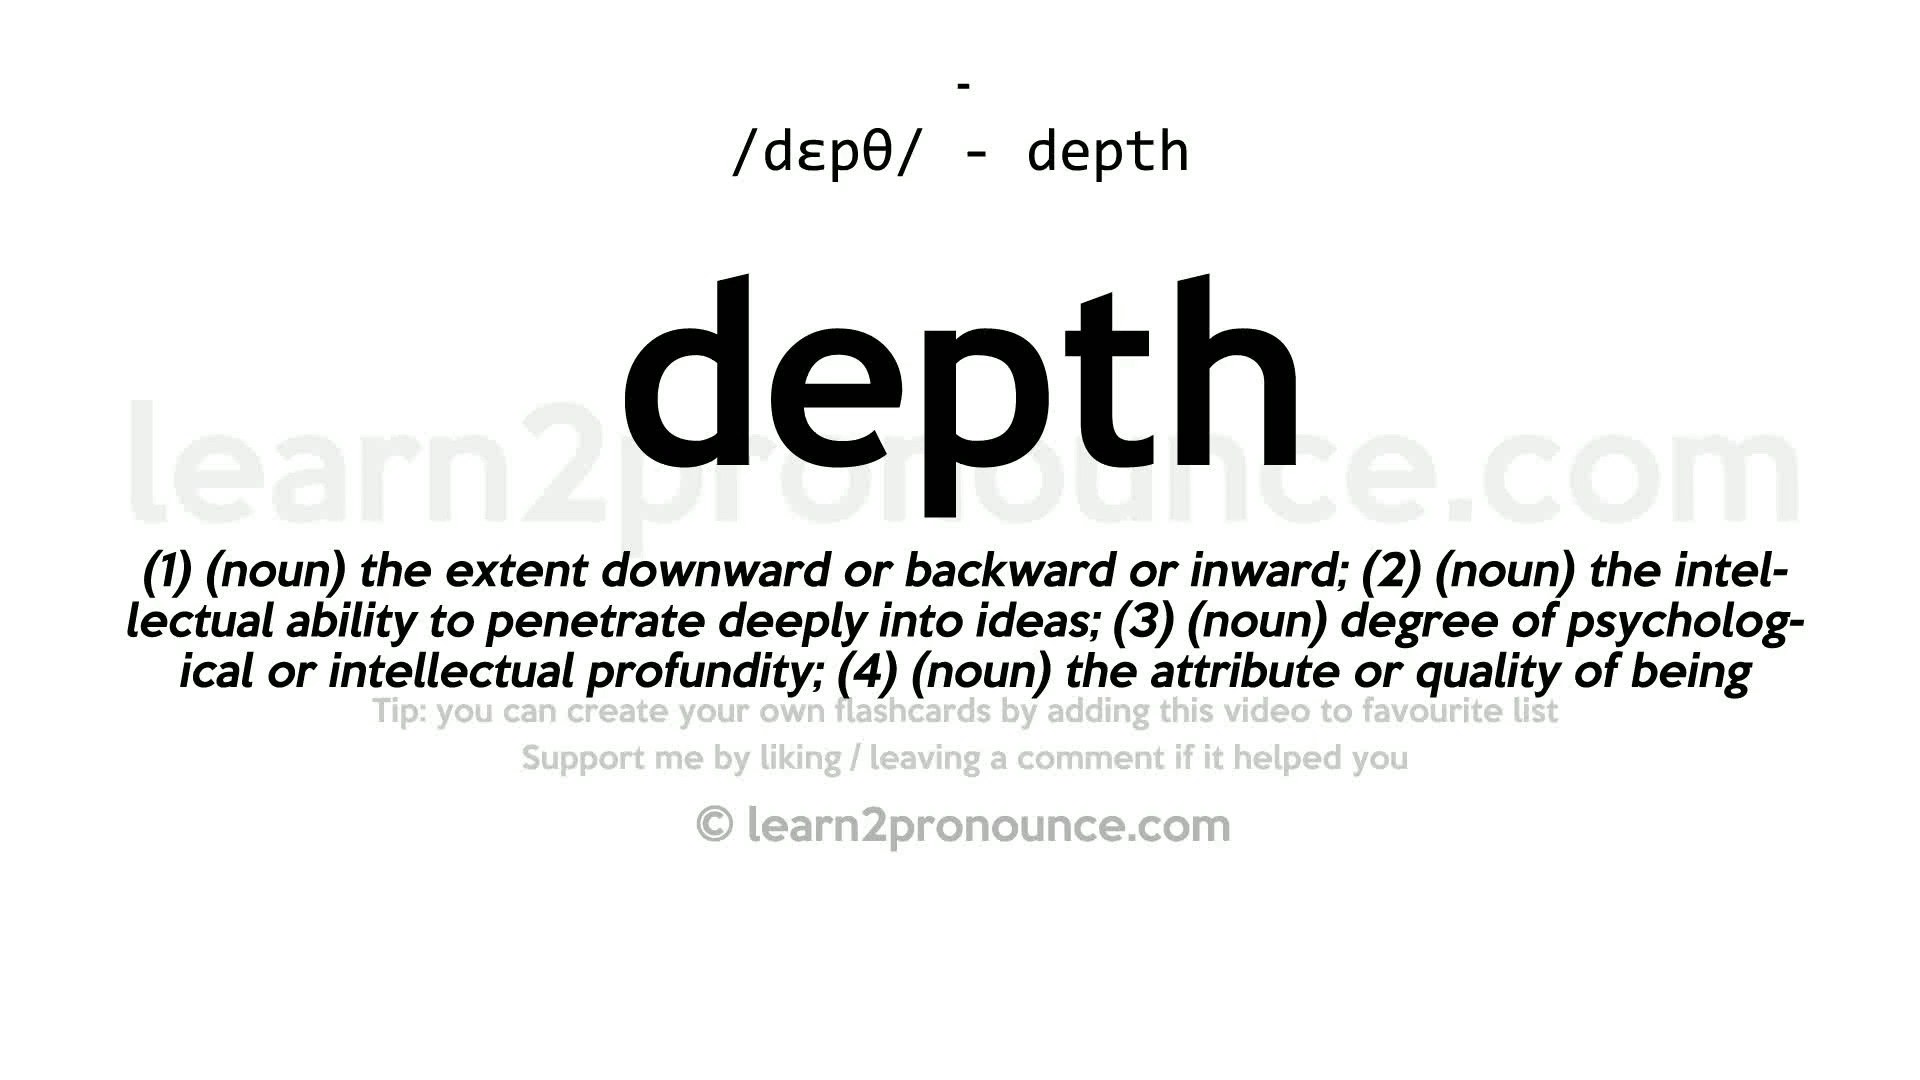 -
/dɛpθ/ - depth
depth
learn2pronounce.com
(1) (noun) the extent downward or backward or inward; (2) (noun) the intel-
lectual ability to penetrate deeply into ideas; (3) (noun) degree of psycholog-
ical or intellectual profundity; (4) (noun) the attribute or quality of being
Tip: you can create your own flashcards by adding this video to favourite list
Support me by liking / leaving a comment if it helped you
© learn2pronounce.com